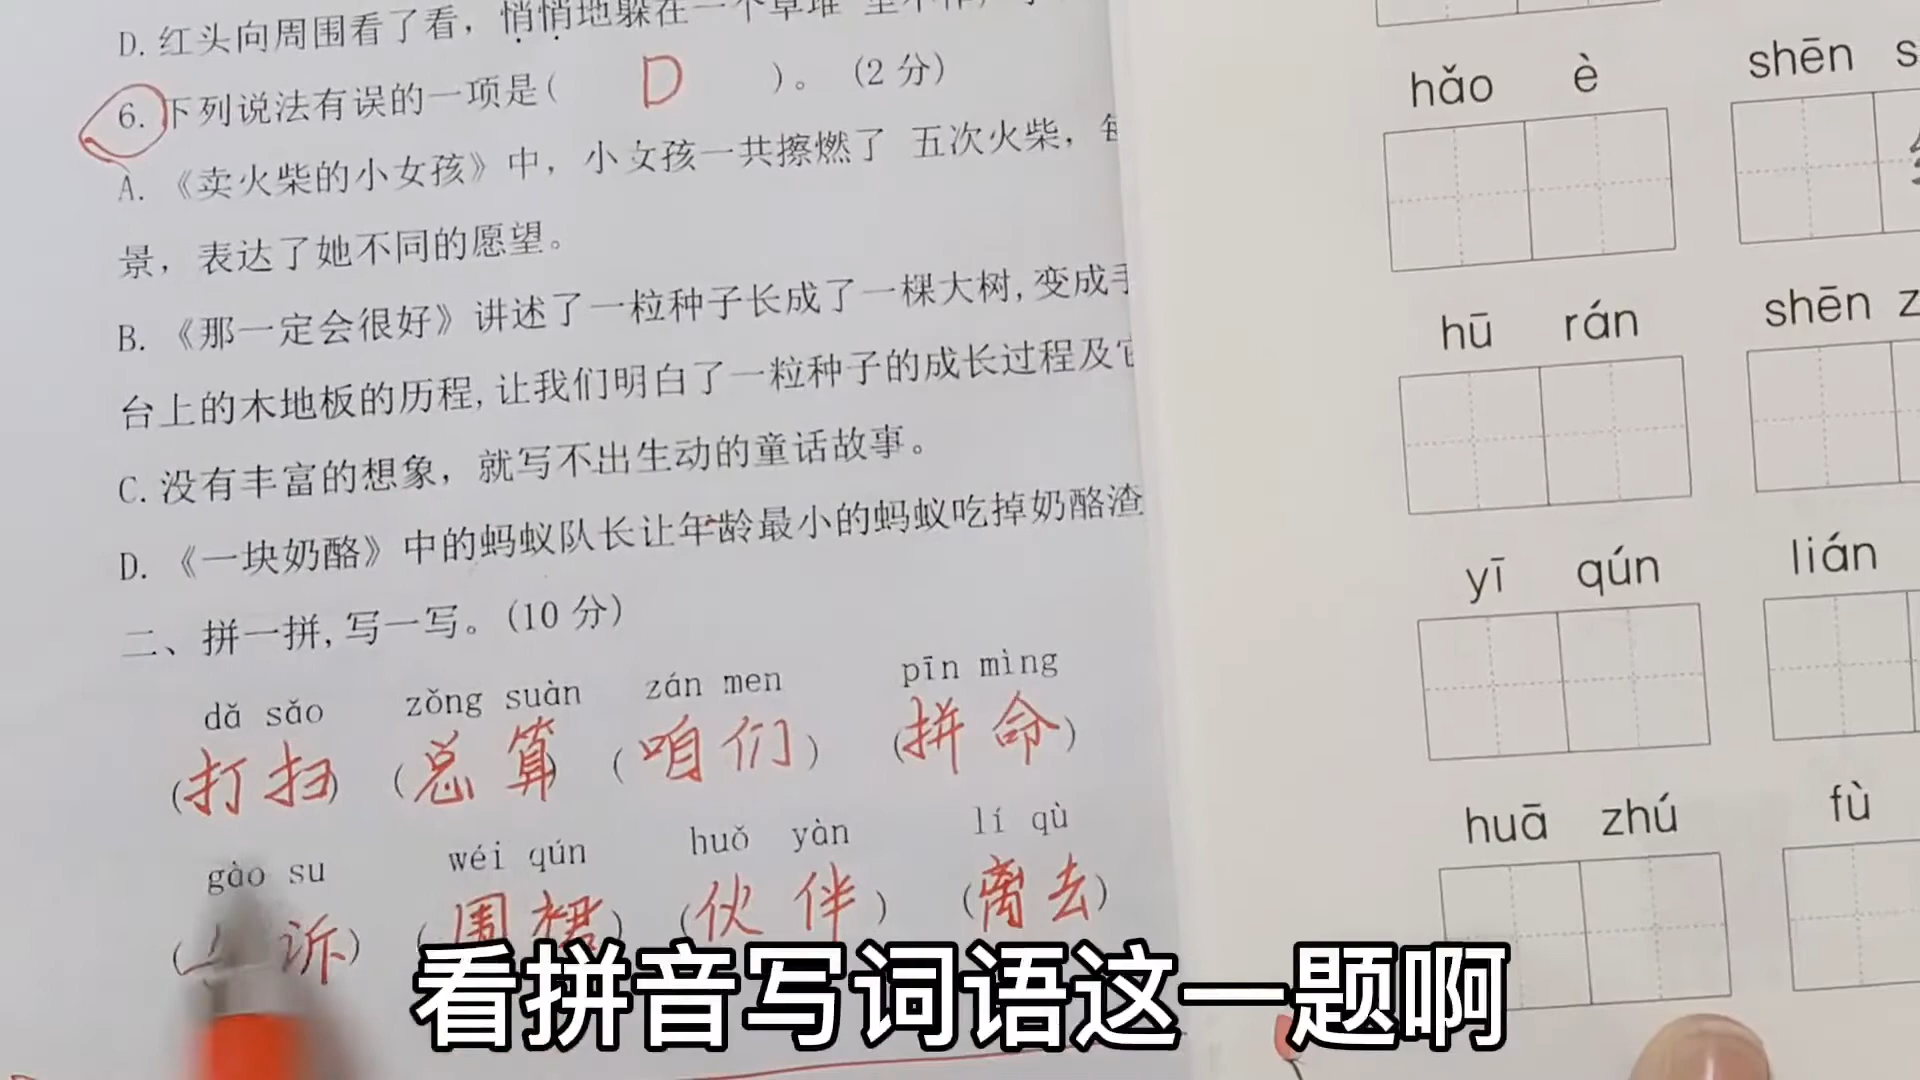 D. 红头向周围看了看，悄悄地躲在一个草堆
6. 下列说法有误的一项是( D )。 (2 分)
A. 《卖火柴的小女孩》中，小女孩一共擦燃了 五次火柴，
景，表达了她不同的愿望。
B. 《那一定会很好》讲述了一粒种子长成了一棵大树,变成手
台上的木地板的历程,让我们明白了一粒种子的成长过程及它
C. 没有丰富的想象，就写不出生动的童话故事。
D. 《一块奶酪》中的蚂蚁队长让年龄最小的蚂蚁吃掉奶酪渣
二、拼一拼,写一写。(10 分)
dǎ sǎo zǒng suàn zán men pīn mìng
(打扫) (总算) (咱们) (拼命)
gào su wéi qún huǒ yàn lí qù
( 诉) (围裙) (伙伴) (离去)
hǎo è shēn
hū rán shēn z
yī qún lián
huā zhú fù
看拼音写词语这一题啊